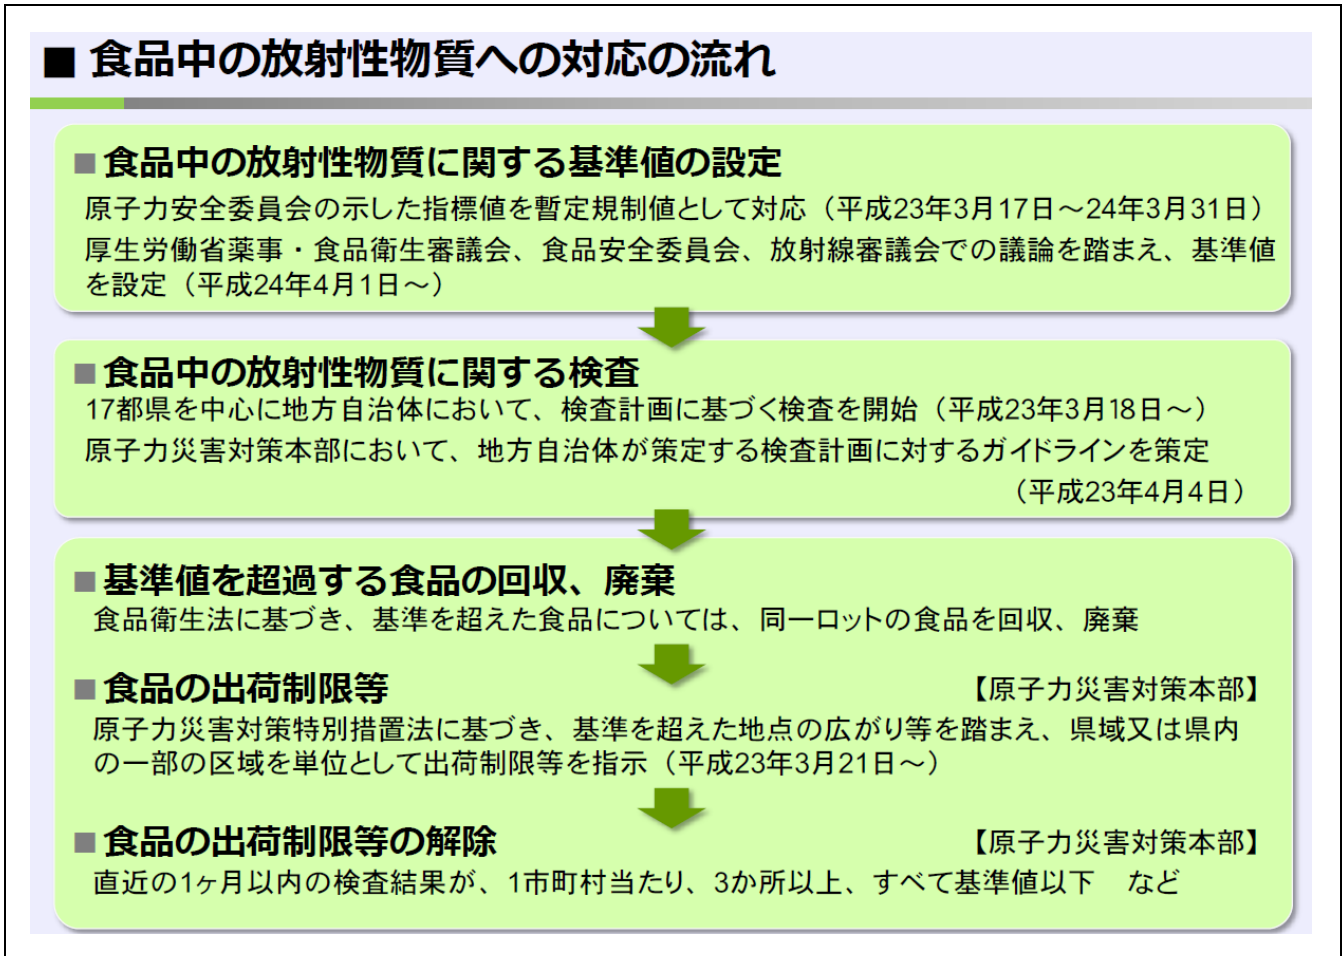 ■ 食品中の放射性物質への対応の流れ
■食品中の放射性物質に関する基準値の設定
原子力安全委員会の示した指標値を暫定規制値として対応（平成23年3月17日～24年3月31日）
厚生労働省薬事・食品衛生審議会、食品安全委員会、放射線審議会での議論を踏まえ、基準値
を設定（平成24年4月1日～）
■食品中の放射性物質に関する検査
17都県を中心に地方自治体において、検査計画に基づく検査を開始（平成23年3月18日～）
原子力災害対策本部において、地方自治体が策定する検査計画に対するガイドラインを策定
（平成23年4月4日）
■基準値を超過する食品の回収、廃棄
食品衛生法に基づき、基準を超えた食品については、同一ロットの食品を回収、廃棄
■食品の出荷制限等 【原子力災害対策本部】
原子力災害対策特別措置法に基づき、基準を超えた地点の広がり等を踏まえ、県域又は県内
の一部の区域を単位として出荷制限等を指示（平成23年3月21日～）
■食品の出荷制限等の解除 【原子力災害対策本部】
直近の1ヶ月以内の検査結果が、1市町村当たり、3か所以上、すべて基準値以下　など